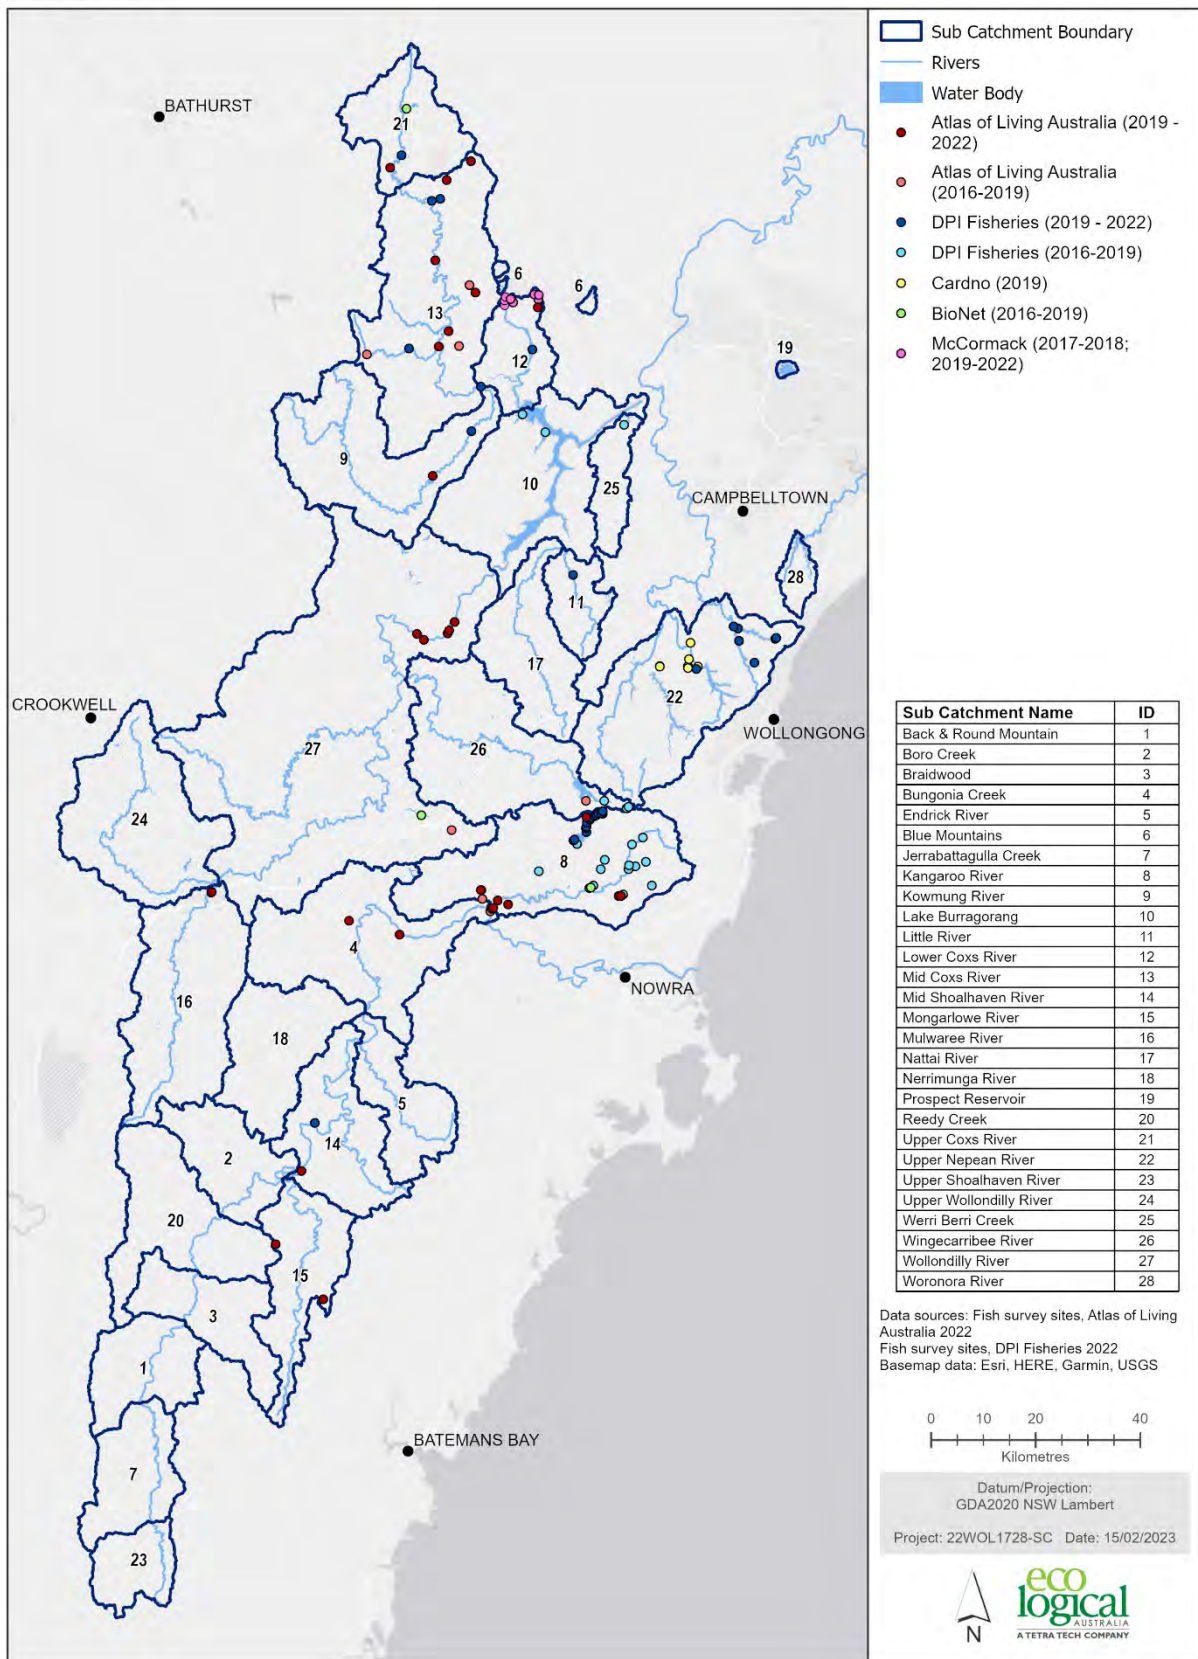 BATHURST
21
6
6
13
12
19
9
10
25
CAMPBELLTOWN
28
11
17
22
CROOKWELL
WOLLONGONG
27
26
24
8
4
NOWRA
16
18
5
14
2
20
15
3
1
BATEMANS BAY
7
23
Sub Catchment Boundary
Rivers
Water Body
Atlas of Living Australia (2019 -
2022)
Atlas of Living Australia
(2016-2019)
DPI Fisheries (2019 - 2022)
DPI Fisheries (2016-2019)
Cardno (2019)
BioNet (2016-2019)
McCormack (2017-2018;
2019-2022)
Sub Catchment Name ID
Back & Round Mountain 1
Boro Creek 2
Braidwood 3
Bungonia Creek 4
Endrick River 5
Blue Mountains 6
Jerrabattagulla Creek 7
Kangaroo River 8
Kowmung River 9
Lake Burragorang 10
Little River 11
Lower Coxs River 12
Mid Coxs River 13
Mid Shoalhaven River 14
Mongarlowe River 15
Mulwaree River 16
Nattai River 17
Nerrimunga River 18
Prospect Reservoir 19
Reedy Creek 20
Upper Coxs River 21
Upper Nepean River 22
Upper Shoalhaven River 23
Upper Wollondilly River 24
Werri Berri Creek 25
Wingecarribee River 26
Wollondilly River 27
Woronora River 28
Data sources: Fish survey sites, Atlas of Living
Australia 2022
Fish survey sites, DPI Fisheries 2022
Basemap data: Esri, HERE, Garmin, USGS
0 10 20 40
Kilometres
Datum/Projection:
GDA2020 NSW Lambert
Project: 22WOL1728-SC Date: 15/02/2023
N
eco
logical
AUSTRALIA
A TETRA TECH COMPANY